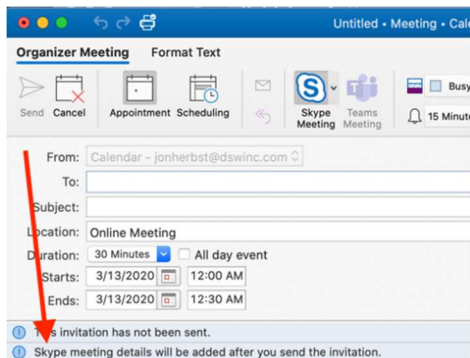 Untitled • Meeting • Cale
Organizer Meeting Format Text
Send Cancel Appointment Scheduling Skype Meeting Teams Meeting Busy
15 Minute
From: Calendar - jonherbst@dswinc.com
To:
Subject:
Location: Online Meeting
Duration: 30 Minutes All day event
Starts: 3/13/2020 12:00 AM
Ends: 3/13/2020 12:30 AM
This invitation has not been sent.
Skype meeting details will be added after you send the invitation.